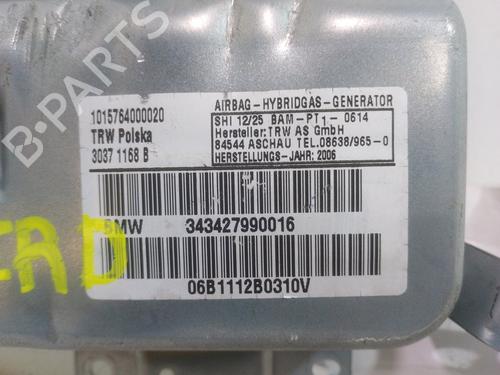 B-PARTS
1015764000020
TRW Polska
3037 1168 B
AIRBAG-HYBRIDGAS-GENERATOR
SHI 12/25 BAM-PT1-0614
Hersteller:TRW AS GmbH
84544 ASCHAU TEL.08638/965-0
HERSTELLUNGS-JAHR: 2006
BMW 343427990016
06B1112B0310V